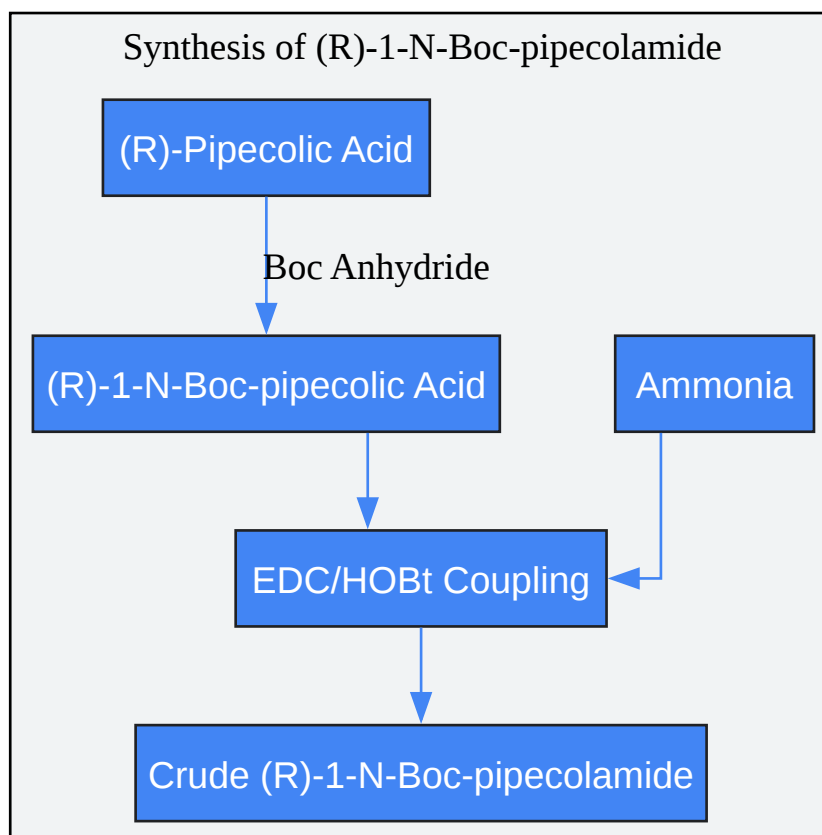 Synthesis of (R)-1-N-Boc-pipecolamide
(R)-Pipecolic Acid
Boc Anhydride
(R)-1-N-Boc-pipecolic Acid
Ammonia
EDC/HOBt Coupling
Crude (R)-1-N-Boc-pipecolamide